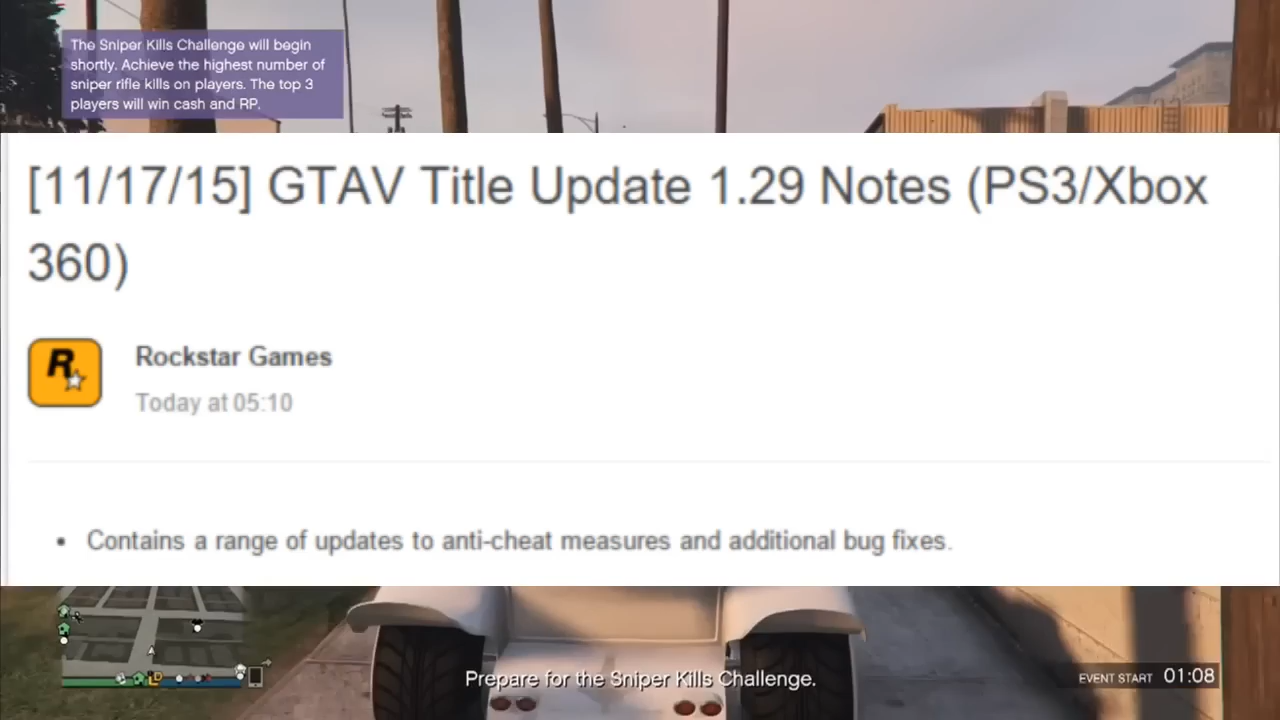 The Sniper Kills Challenge will begin
shortly. Achieve the highest number of
sniper rifle kills on players. The top 3
players will win cash and RP.
[11/17/15] GTAV Title Update 1.29 Notes (PS3/Xbox
360)
R
Rockstar Games
Today at 05:10
• Contains a range of updates to anti-cheat measures and additional bug fixes.
Prepare for the Sniper Kills Challenge.
EVENT START 01:08